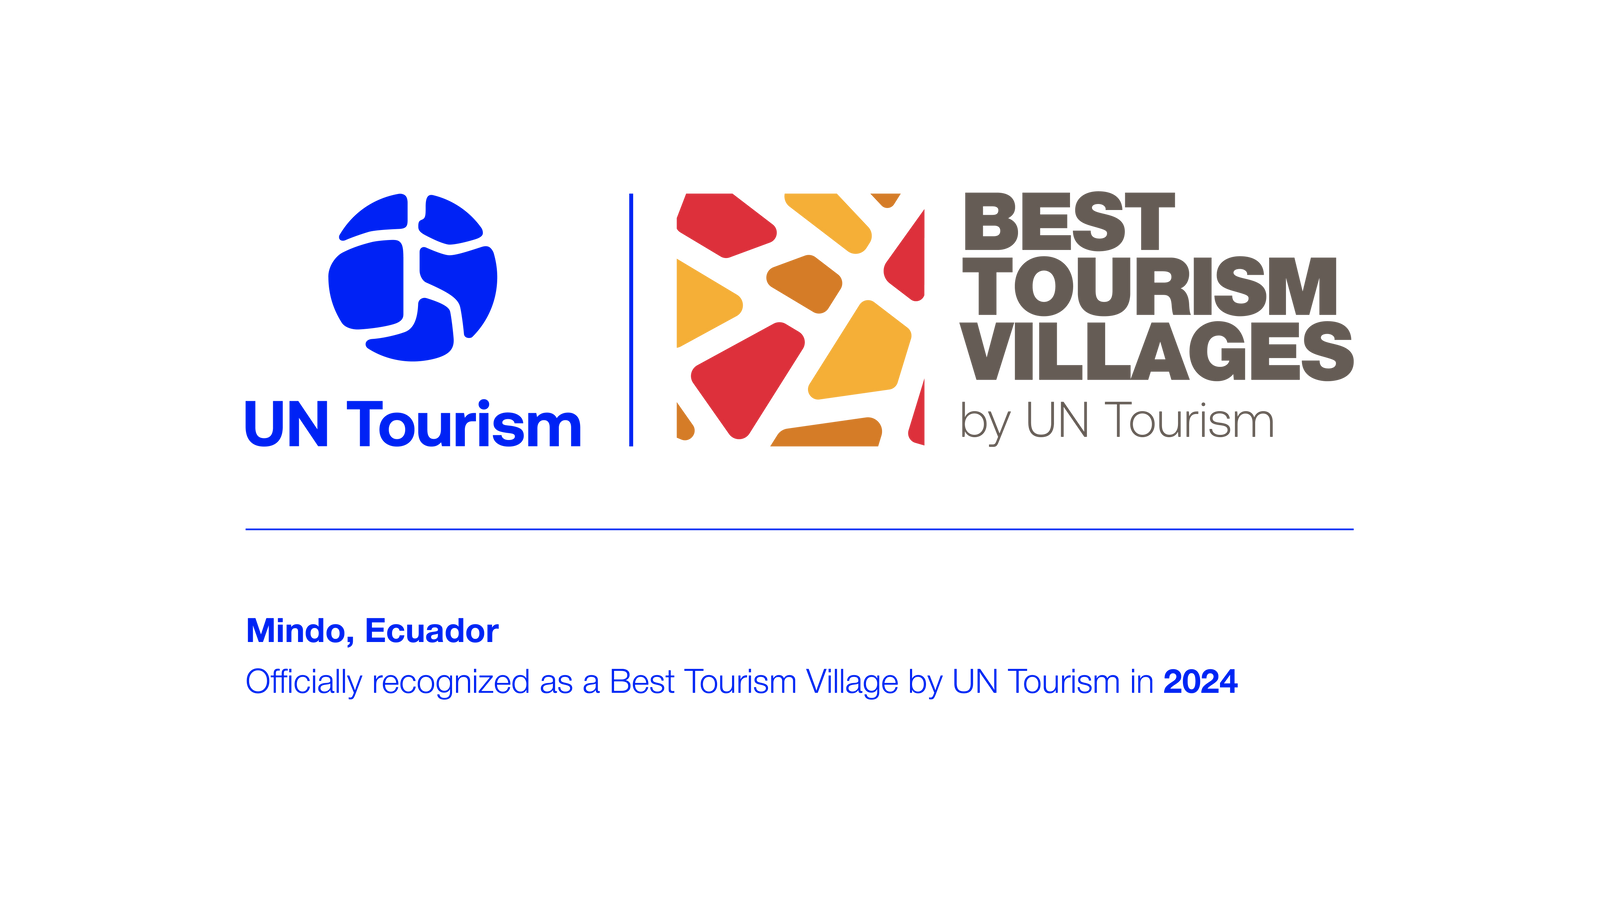 UN Tourism
BEST
TOURISM
VILLAGES
by UN Tourism
Mindo, Ecuador
Officially recognized as a Best Tourism Village by UN Tourism in 2024